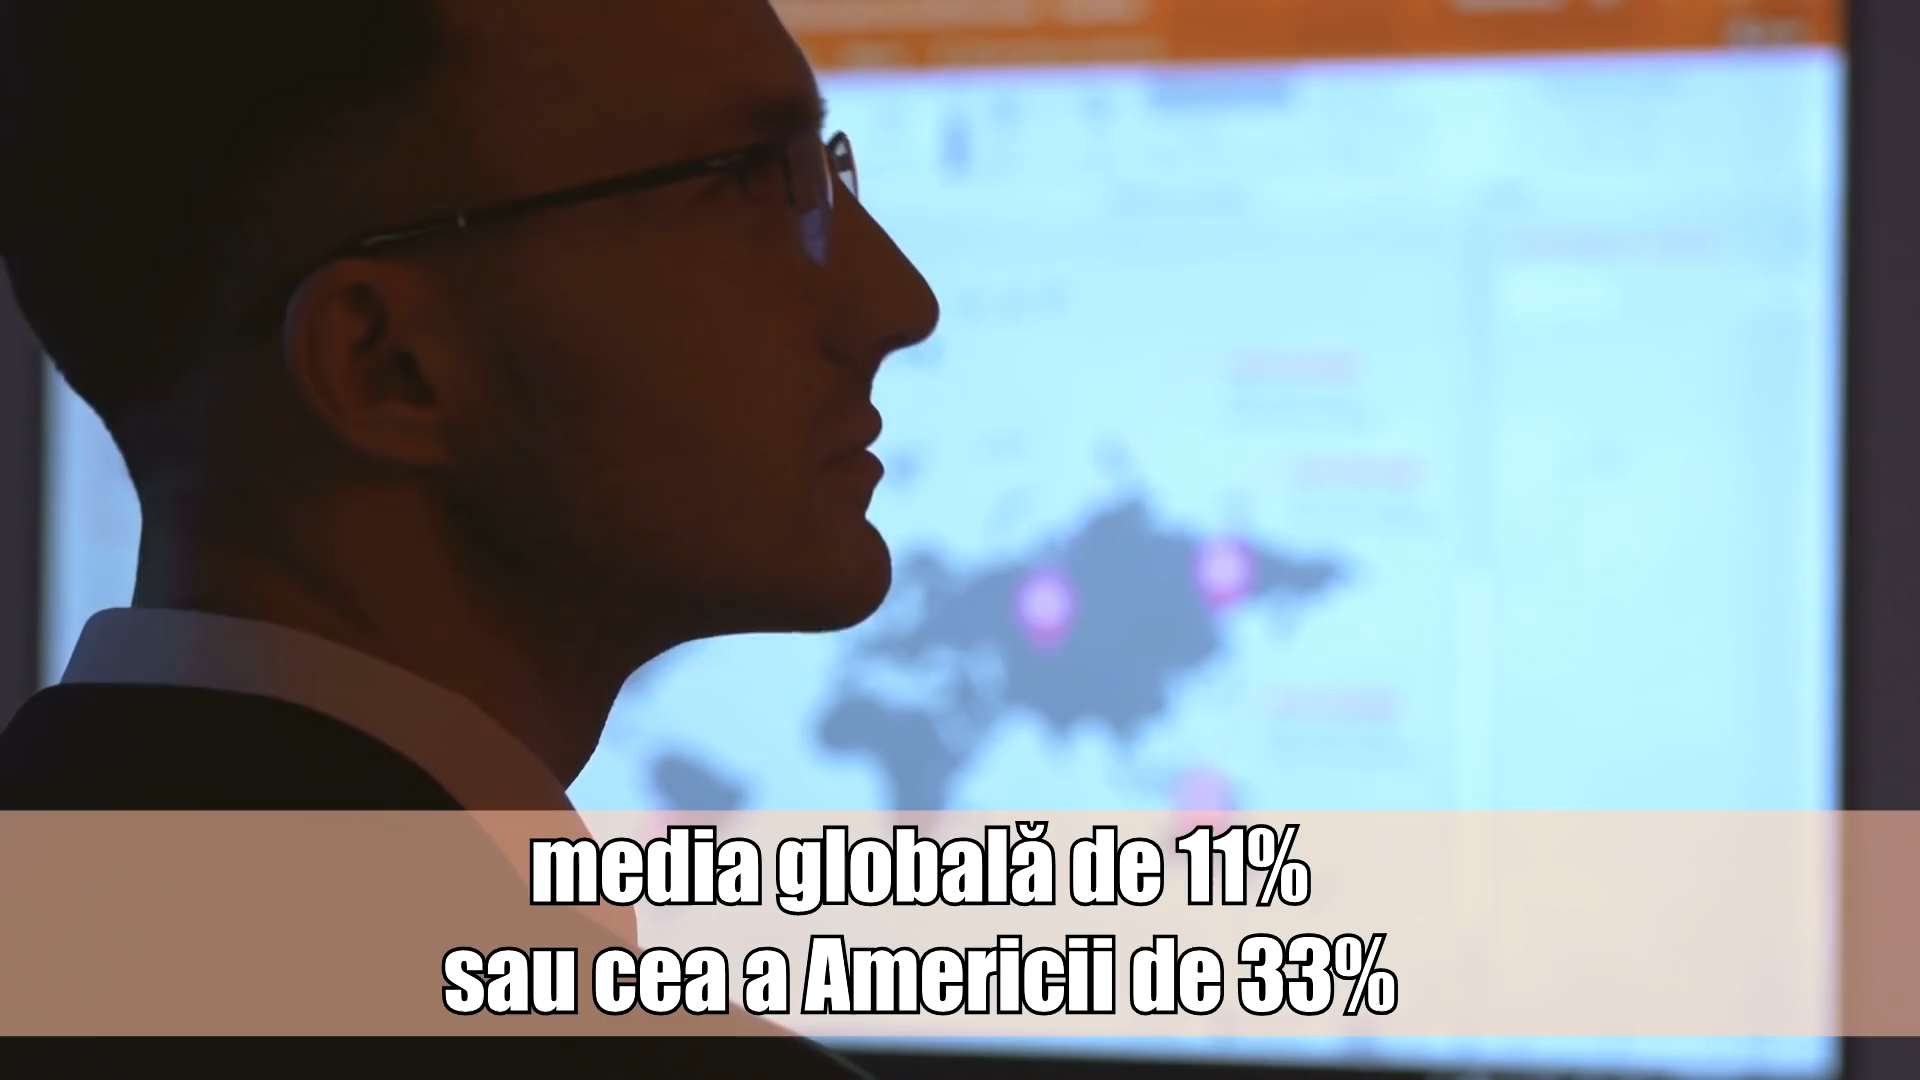 media globală de 11%
sau cea a Americii de 33%